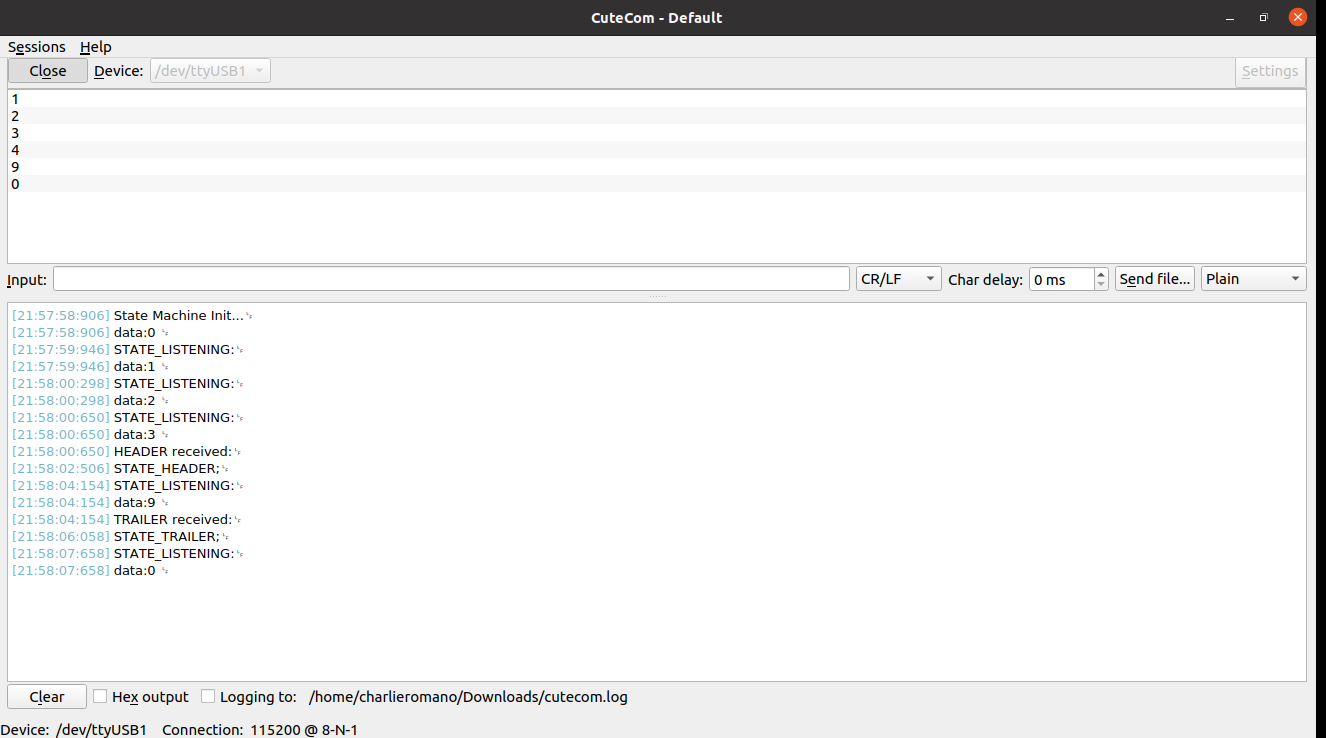 CuteCom - Default
Sessions Help
Close Device: /dev/ttyUSB1 Settings
1
2
3
4
9
0
Input: CR/LF Char delay: 0 ms Send file... Plain
[21:57:58:906] State Machine Init...
[21:57:58:906] data:0
[21:57:59:946] STATE_LISTENING:
[21:57:59:946] data:1
[21:58:00:298] STATE_LISTENING:
[21:58:00:298] data:2
[21:58:00:650] STATE_LISTENING:
[21:58:00:650] data:3
[21:58:00:650] HEADER received:
[21:58:02:506] STATE_HEADER;
[21:58:04:154] STATE_LISTENING:
[21:58:04:154] data:9
[21:58:04:154] TRAILER received:
[21:58:06:058] STATE_TRAILER;
[21:58:07:658] STATE_LISTENING:
[21:58:07:658] data:0
Clear Hex output Logging to: /home/charlieromano/Downloads/cutecom.log
Device: /dev/ttyUSB1 Connection: 115200 @ 8-N-1